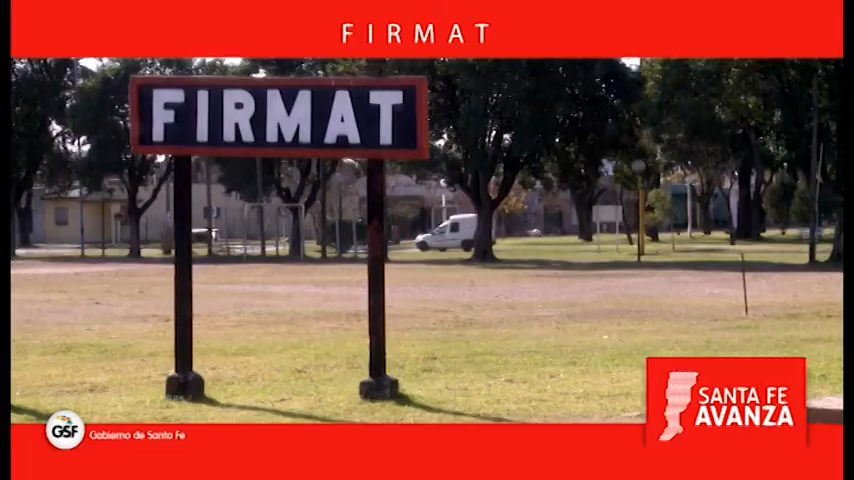 FIRMAT
FIRMAT
SANTA FE
AVANZA
GSF
Gobierno de Santa Fe